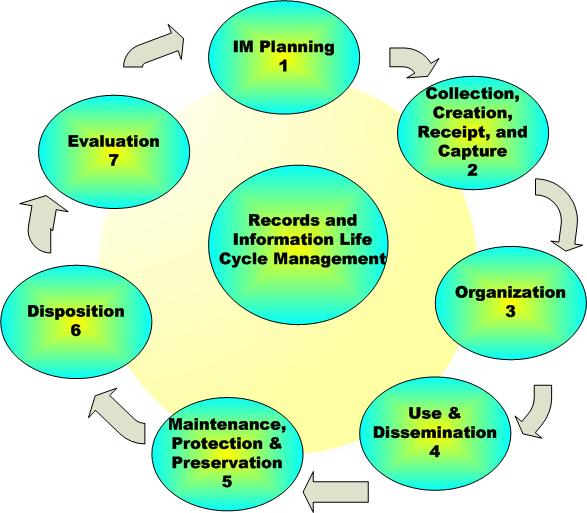 IM Planning
1
Collection,
Creation,
Receipt, and
Capture
2
Organization
3
Use &
Dissemination
4
Maintenance,
Protection &
Preservation
5
Disposition
6
Evaluation
7
Records and
Information Life
Cycle Management